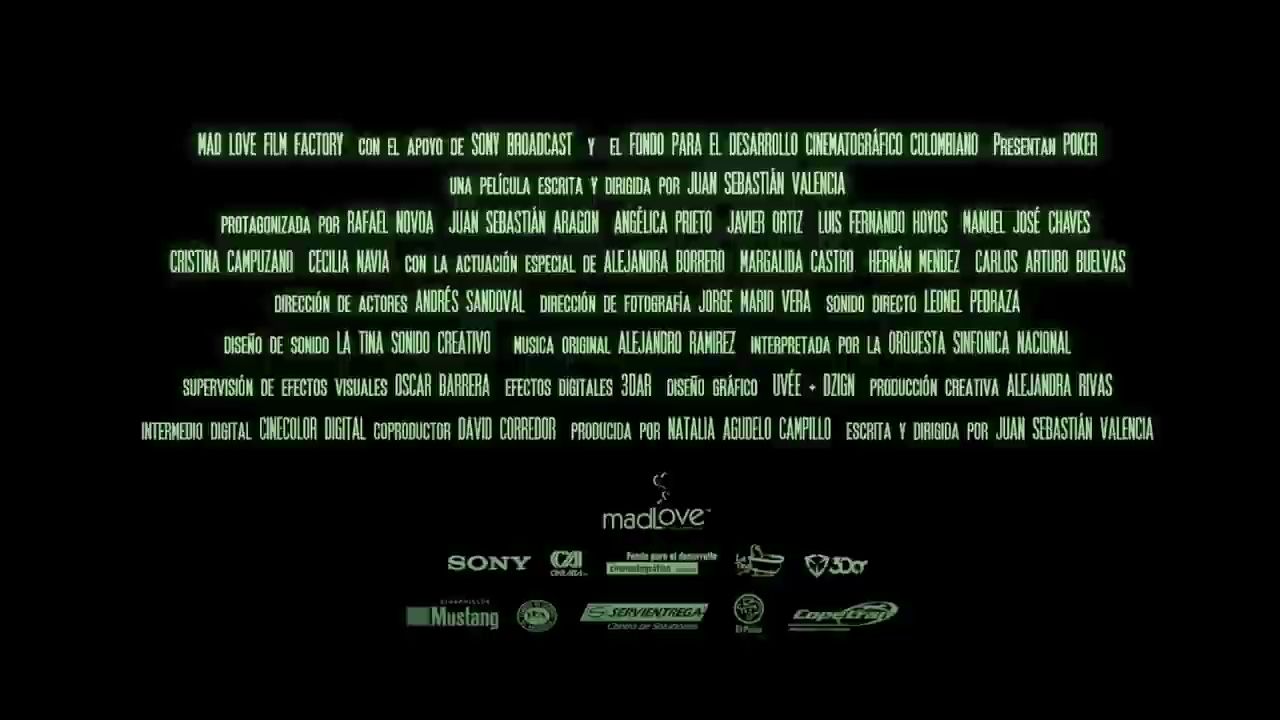 MAD LOVE FILM FACTORY CON EL APOYO DE SONY BROADCAST Y EL FONDO PARA EL DESARROLLO CINEMATOGRÁFICO COLOMBIANO PRESENTAN POKER
UNA PELÍCULA ESCRITA Y DIRIGIDA POR JUAN SEBASTIÁN VALENCIA
PROTAGONIZADA POR RAFAEL NOVOA JUAN SEBASTIÁN ARAGON ANGÉLICA PRIETO JAVIER ORTIZ LUIS FERNANDO HOYOS MANUEL JOSÉ CHAVES
CRISTINA CAMPUZANO CECILIA NAVIA CON LA ACTUACIÓN ESPECIAL DE ALEJANDRA BORRERO MARGALIDA CASTRO HERNÁN MENDEZ CARLOS ARTURO BUELVAS
DIRECCIÓN DE ACTORES ANDRÉS SANDOVAL DIRECCIÓN DE FOTOGRAFÍA JORGE MARIO VERA SONIDO DIRECTO LEONEL PEDRAZA
DISEÑO DE SONIDO LA TINA SONIDO CREATIVO MUSICA ORIGINAL ALEJANDRO RAMIREZ INTERPRETADA POR LA ORQUESTA SINFONICA NACIONAL
SUPERVISIÓN DE EFECTOS VISUALES OSCAR BARRERA EFECTOS DIGITALES 3DAR DISEÑO GRÁFICO UVÉE + DZIGN PRODUCCIÓN CREATIVA ALEJANDRA RIVAS
INTERMEDIO DIGITAL CINECOLOR DIGITAL COPRODUCTOR DAVID CORREDOR PRODUCIDA POR NATALIA AGUDELO CAMPILLO ESCRITA Y DIRIGIDA POR JUAN SEBASTIÁN VALENCIA
madLove
SONY Fondo para el desarrollo La Tina 3Dar
cinematográfico
Mustang SERVIENTREGA Copetran
Centro de Soluciones